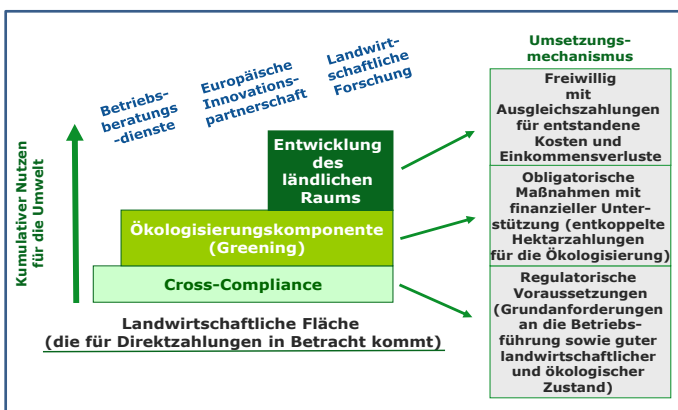 Betriebs-
beratungs
-dienste
Europäische
Innovations-
partnerschaft
Landwirt-
schaftliche
Forschung
Umsetzungs-
mechanismus
Kumulativer Nutzen
für die Umwelt
Entwicklung
des
ländlichen
Raums
Ökologisierungskomponente
(Greening)
Cross-Compliance
Landwirtschaftliche Fläche
(die für Direktzahlungen in Betracht kommt)
Freiwillig
mit
Ausgleichszahlungen
für entstandene
Kosten und
Einkommensverluste
Obligatorische
Maßnahmen mit
finanzieller Unter-
stützung (entkoppelte
Hektarzahlungen
für die Ökologisierung)
Regulatorische
Voraussetzungen
(Grundanforderungen
an die Betriebs-
führung sowie guter
landwirtschaftlicher
und ökologischer
Zustand)